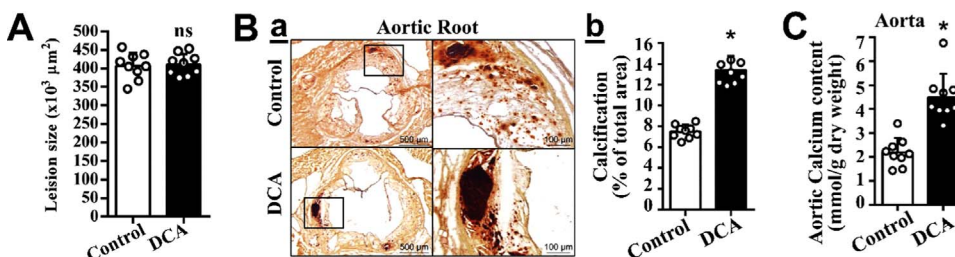 A
Leision size (x10³ µm²)
500
450
400
350
300
250
200
150
100
50
0
ns
Control
DCA
B
a
Aortic Root
Control
DCA
500 µm
100 µm
500 µm
100 µm
b
Calcification
(% of total area)
16
14
12
10
8
6
4
2
0
*
Control
DCA
C
Aorta
Aortic Calcium content
(mmol/g dry weight)
8
7
6
5
4
3
2
1
0
*
Control
DCA